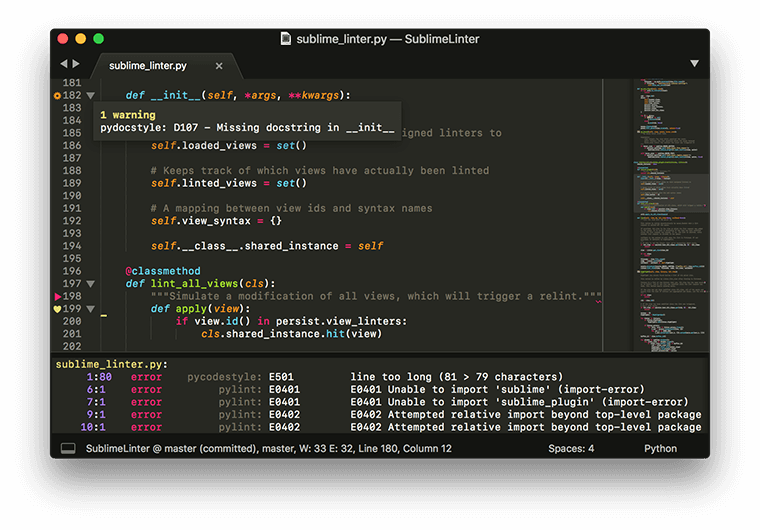 sublime_linter.py — SublimeLinter
sublime_linter.py ×
181
182 def __init__(self, *args, **kwargs):
183
1 warning
pydocstyle: D107 – Missing docstring in __init__
185 igned linters to
186 self.loaded_views = set()
187
188 # Keeps track of which views have actually been linted
189 self.linted_views = set()
190
191 # A mapping between view ids and syntax names
192 self.view_syntax = {}
193
194 self.__class__.shared_instance = self
195
196 @classmethod
197 def lint_all_views(cls):
198 """Simulate a modification of all views, which will trigger a relint."""
199 def apply(view):
200 if view.id() in persist.view_linters:
201 cls.shared_instance.hit(view)
202
sublime_linter.py:
1:80 error pycodestyle: E501 line too long (81 > 79 characters)
6:1 error pylint: E0401 E0401 Unable to import 'sublime' (import-error)
7:1 error pylint: E0401 E0401 Unable to import 'sublime_plugin' (import-error)
9:1 error pylint: E0402 E0402 Attempted relative import beyond top-level package
10:1 error pylint: E0402 E0402 Attempted relative import beyond top-level package
SublimeLinter @ master (committed), master, W: 33 E: 32, Line 180, Column 12 Spaces: 4 Python